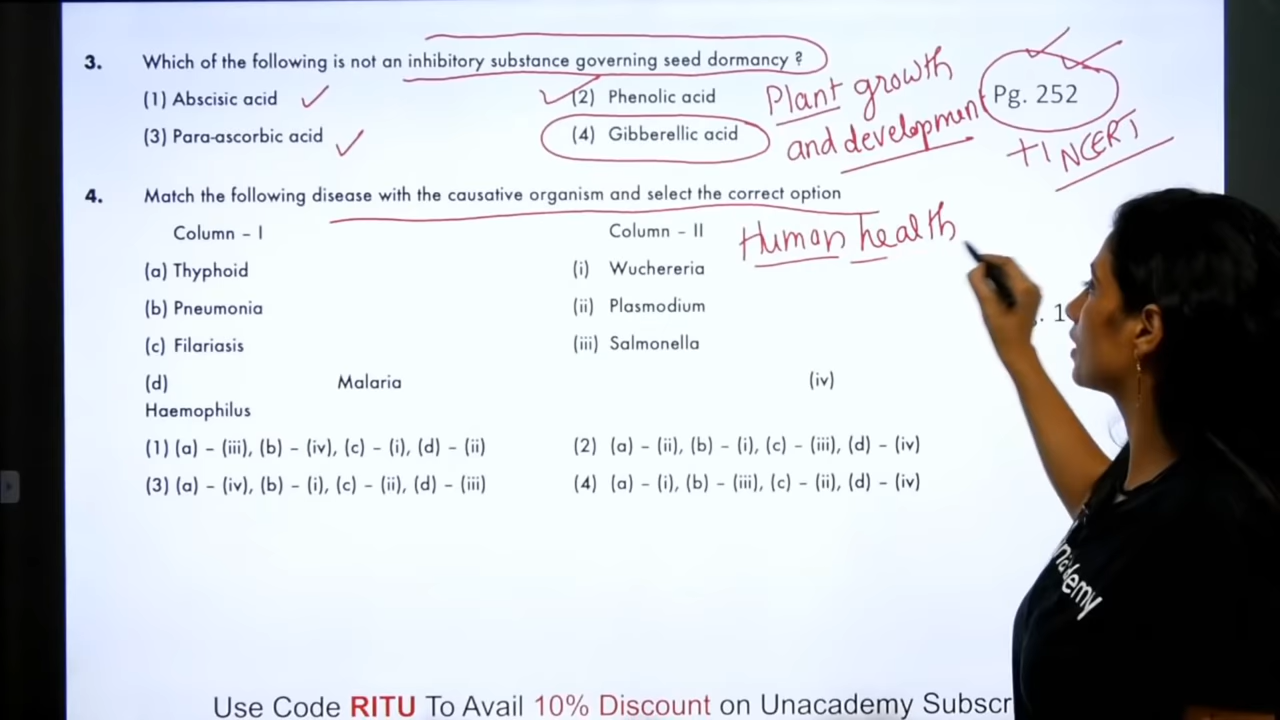 3. Which of the following is not an inhibitory substance governing seed dormancy ?
(1) Abscisic acid (2) Phenolic acid
(3) Para-ascorbic acid (4) Gibberellic acid
Plant growth
and development
Pg. 252
+1 NCERT
4. Match the following disease with the causative organism and select the correct option
Column - I Column - II
Human health
(a) Thyphoid (i) Wuchereria
(b) Pneumonia (ii) Plasmodium
(c) Filariasis (iii) Salmonella
(d) Malaria (iv)
Haemophilus
(1) (a) - (iii), (b) - (iv), (c) - (i), (d) - (ii) (2) (a) - (ii), (b) - (i), (c) - (iii), (d) - (iv)
(3) (a) - (iv), (b) - (i), (c) - (ii), (d) - (iii) (4) (a) - (i), (b) - (iii), (c) - (ii), (d) - (iv)
Use Code RITU To Avail 10% Discount on Unacademy Subscr